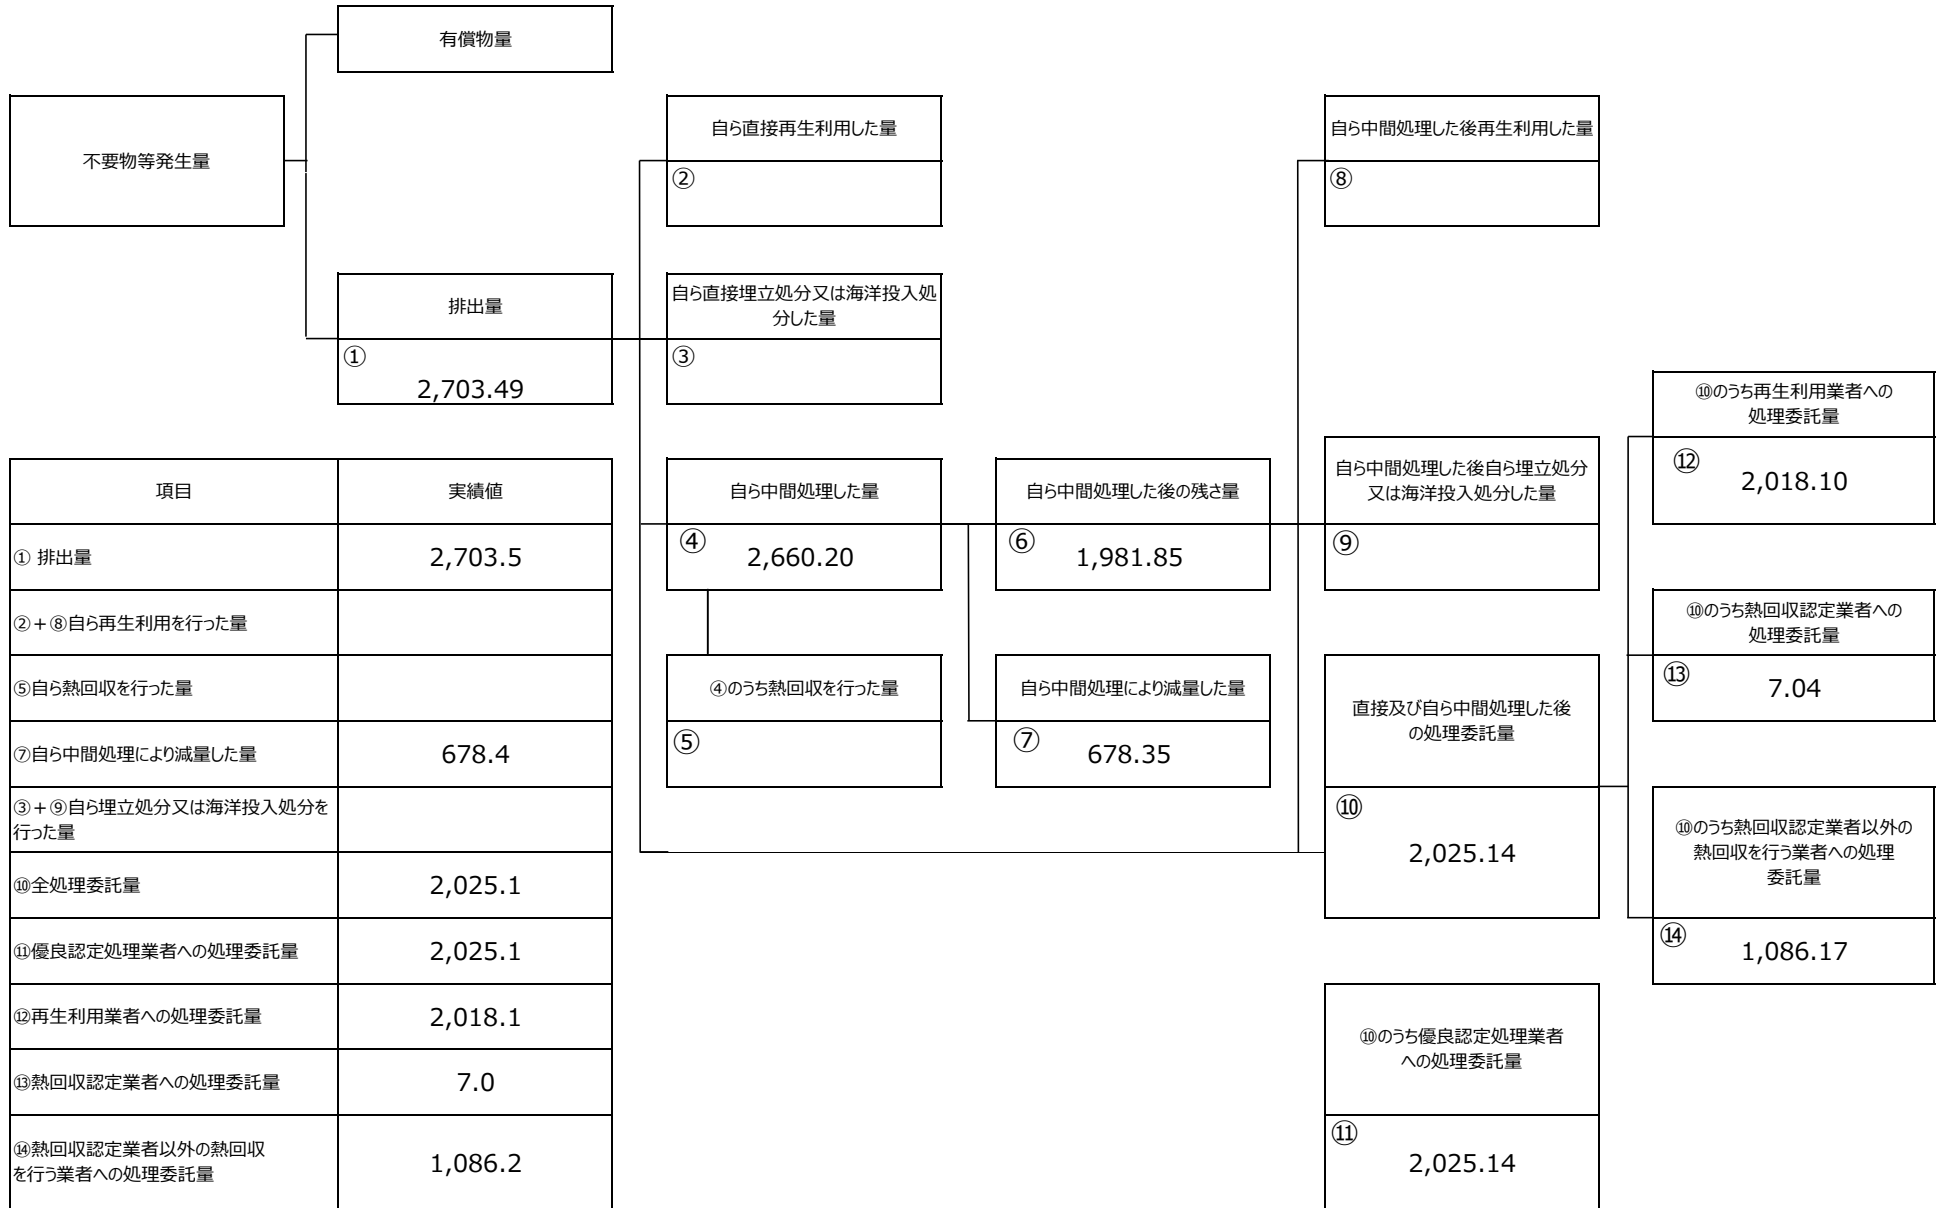 有償物量
不要物等発生量
自ら直接再生利用した量
②
自ら中間処理した後再生利用した量
⑧
排出量
①
2,703.49
自ら直接埋立処分又は海洋投入処
分した量
③
⑩のうち再生利用業者への
処理委託量
⑫
2,018.10
項目
実績値
① 排出量
2,703.5
②＋⑧自ら再生利用を行った量
⑤自ら熱回収を行った量
⑦自ら中間処理により減量した量
678.4
③＋⑨自ら埋立処分又は海洋投入処分を
行った量
⑩全処理委託量
2,025.1
⑪優良認定処理業者への処理委託量
2,025.1
⑫再生利用業者への処理委託量
2,018.1
⑬熱回収認定業者への処理委託量
7.0
⑭熱回収認定業者以外の熱回収
を行う業者への処理委託量
1,086.2
自ら中間処理した量
④
2,660.20
④のうち熱回収を行った量
⑤
自ら中間処理した後の残さ量
⑥
1,981.85
自ら中間処理により減量した量
⑦
678.35
自ら中間処理した後自ら埋立処分
又は海洋投入処分した量
⑨
直接及び自ら中間処理した後
の処理委託量
⑩
2,025.14
⑩のうち熱回収認定業者への
処理委託量
⑬
7.04
⑩のうち熱回収認定業者以外の
熱回収を行う業者への処理
委託量
⑭
1,086.17
⑩のうち優良認定処理業者
への処理委託量
⑪
2,025.14